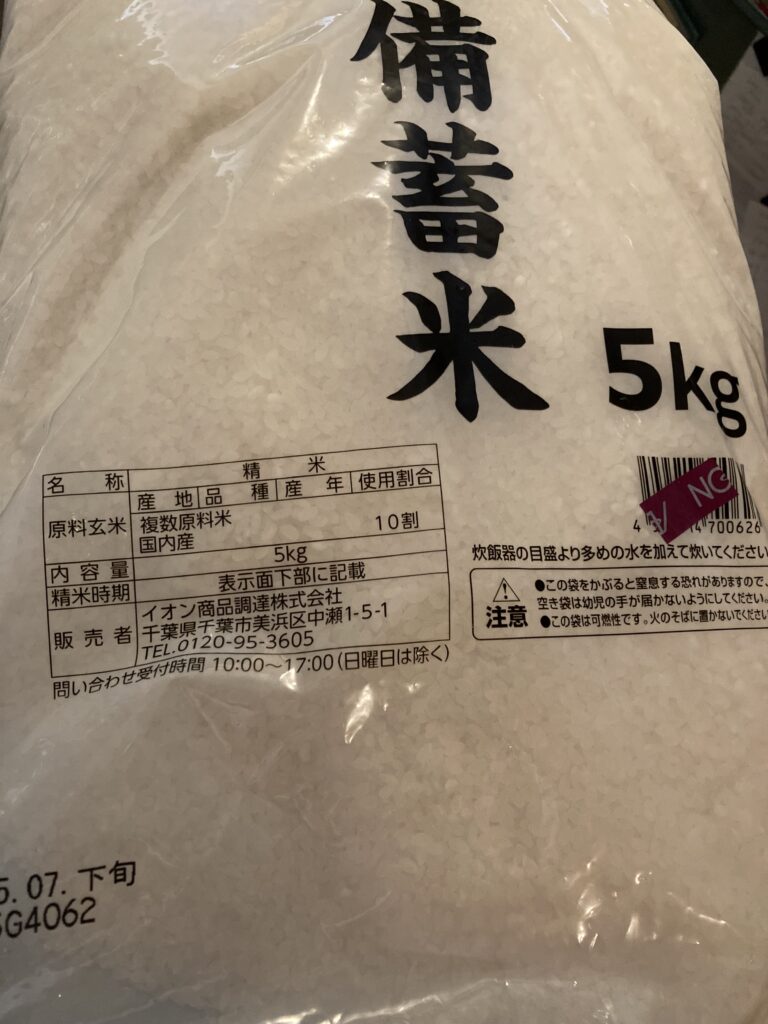 備蓄米
5kg
名称 精米
原料玄米 産地 品種 産年 使用割合
複数原料米 10割
国内産
内容量 5kg
精米時期 表示面下部に記載
販売者 イオン商品調達株式会社
千葉県千葉市美浜区中瀬1-5-1
TEL.0120-95-3605
問い合わせ受付時間 10:00〜17:00(日曜日は除く)
NG
700626
炊飯器の目盛より多めの水を加えて炊いてください
注意
●この袋をかぶると窒息する恐れがありますので、
空き袋は幼児の手が届かないようにしてください。
●この袋は可燃性です。火のそばに置かないでください
.07.下旬
G4062